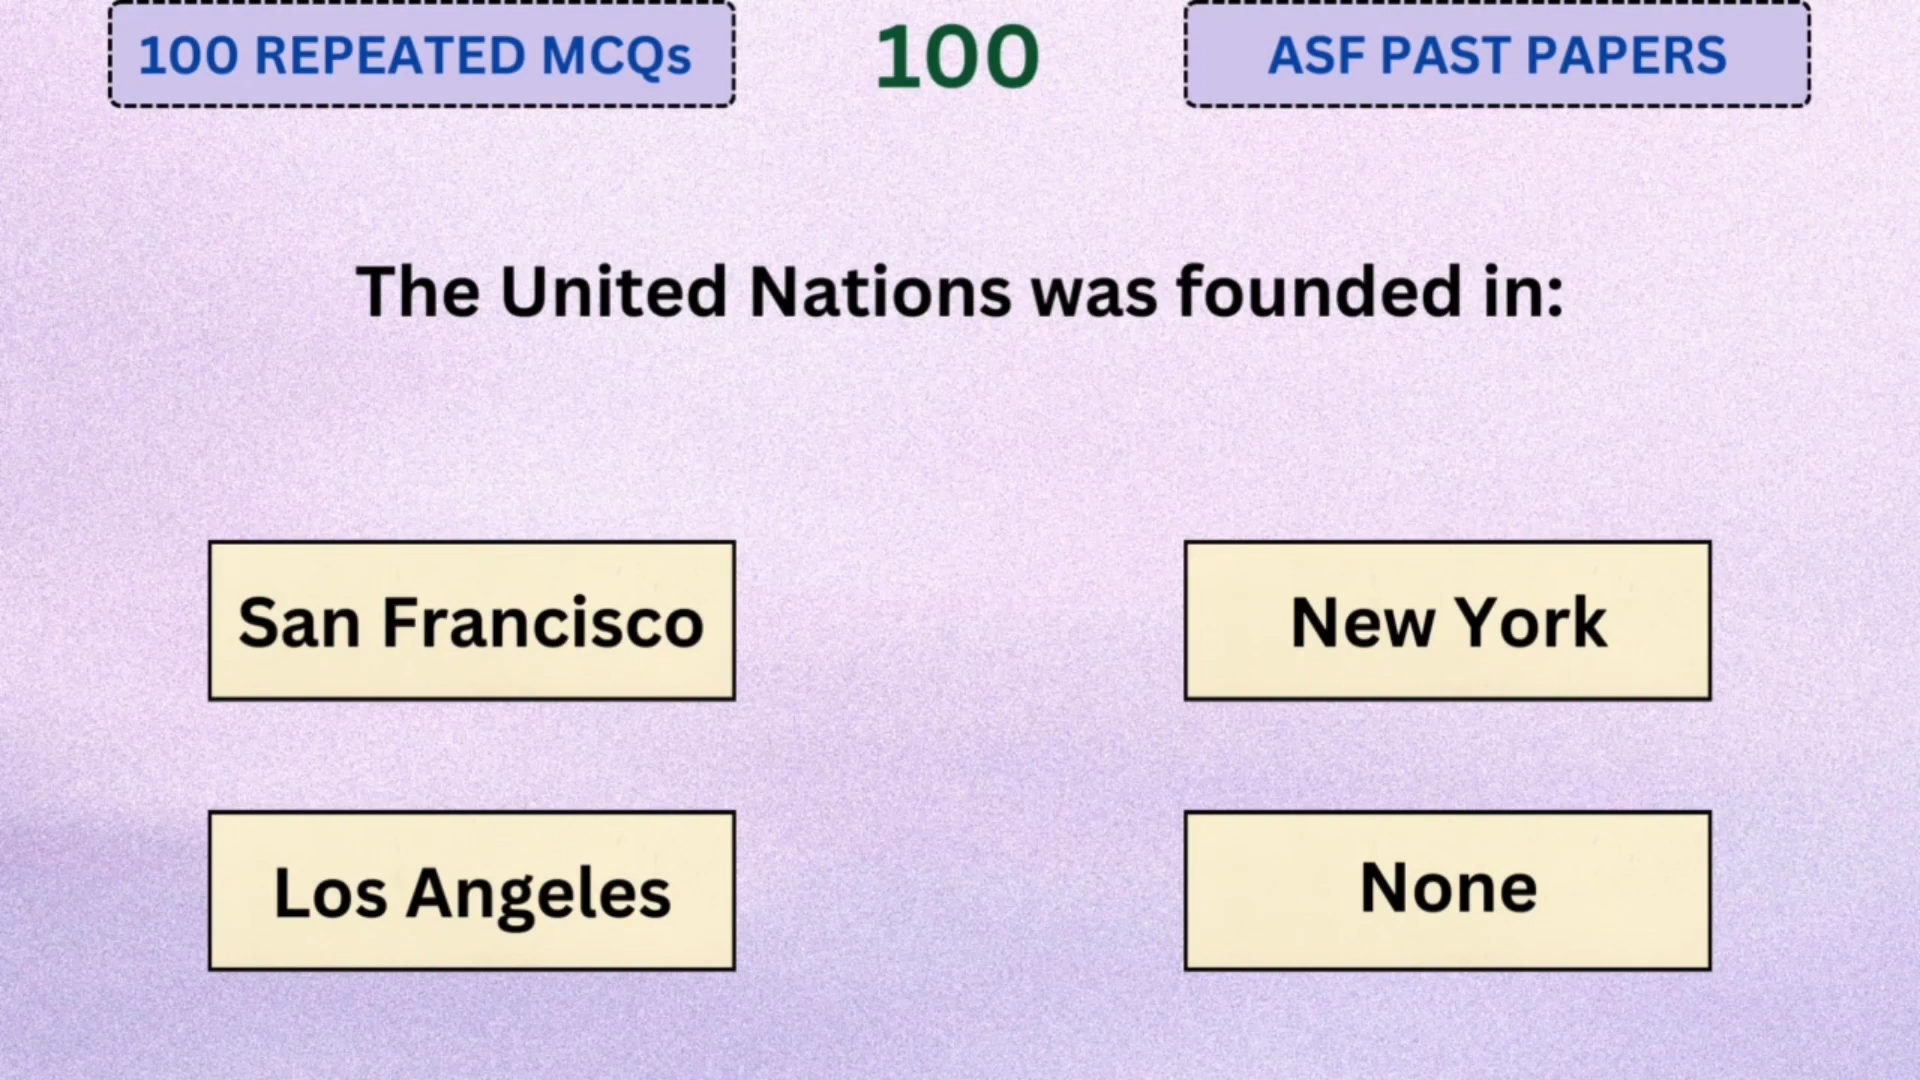 100 REPEATED MCQs
100
ASF PAST PAPERS
The United Nations was founded in:
San Francisco
New York
Los Angeles
None